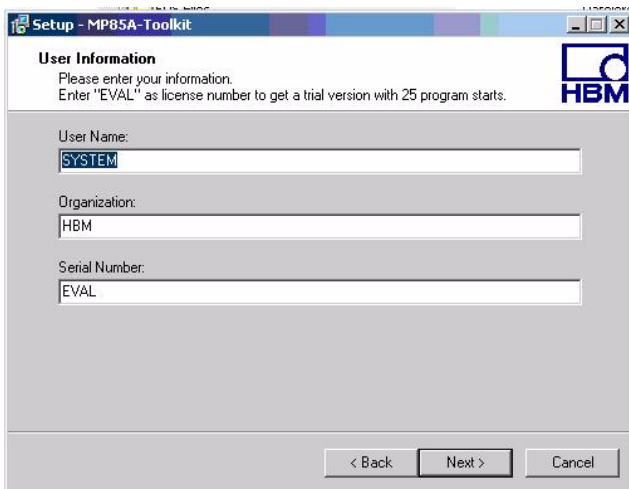 Setup - MP85A-Toolkit
User Information
Please enter your information.
Enter "EVAL" as license number to get a trial version with 25 program starts.
HBM
User Name:
SYSTEM
Organization:
HBM
Serial Number:
EVAL
< Back
Next >
Cancel